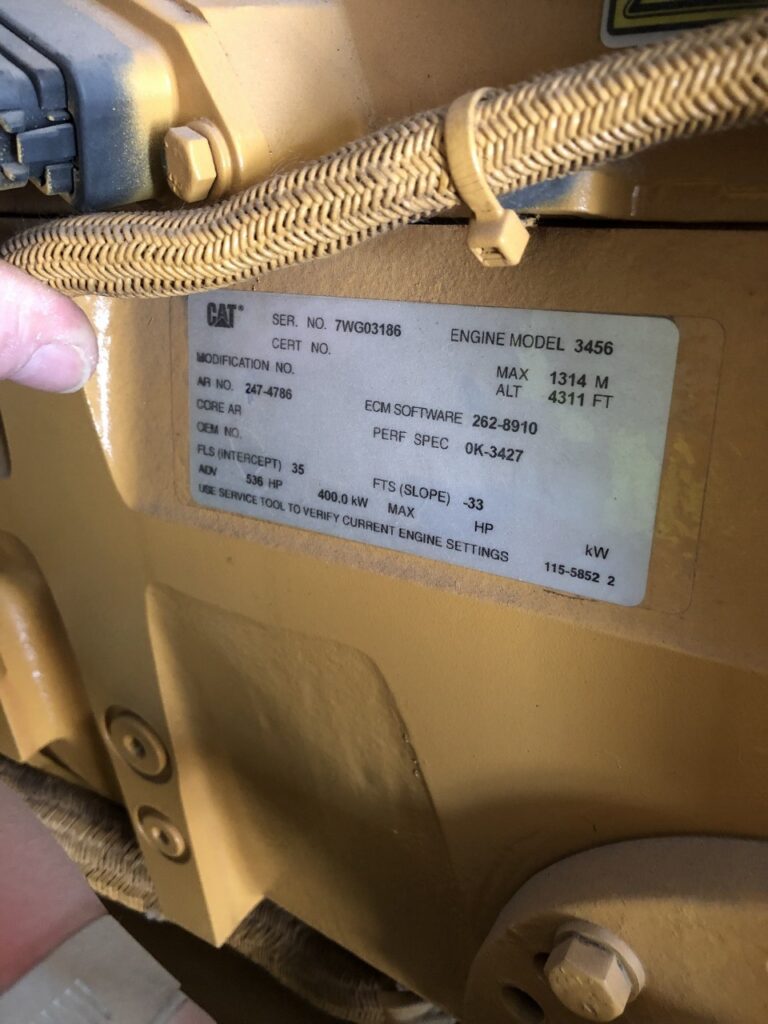 CAT® SER. NO. 7WG03186 ENGINE MODEL 3456
CERT NO. MAX 1314 M
MODIFICATION NO. ALT 4311 FT
AR NO. 247-4786
CORE AR ECM SOFTWARE 262-8910
OEM NO. PERF SPEC 0K-3427
FLS (INTERCEPT) 35 FTS (SLOPE) -33
ADV 536 HP 400.0 kW MAX HP kW
USE SERVICE TOOL TO VERIFY CURRENT ENGINE SETTINGS 115-5852 2